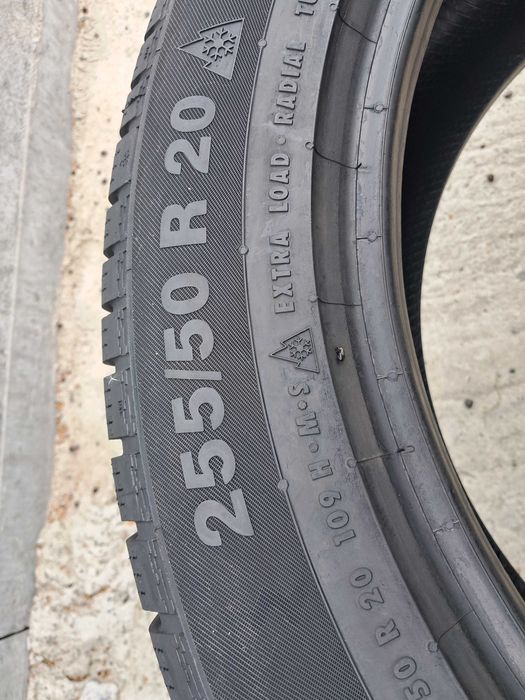 255/50 R 20
50 R 20 109 H · M·S EXTRA LOAD · RADIAL